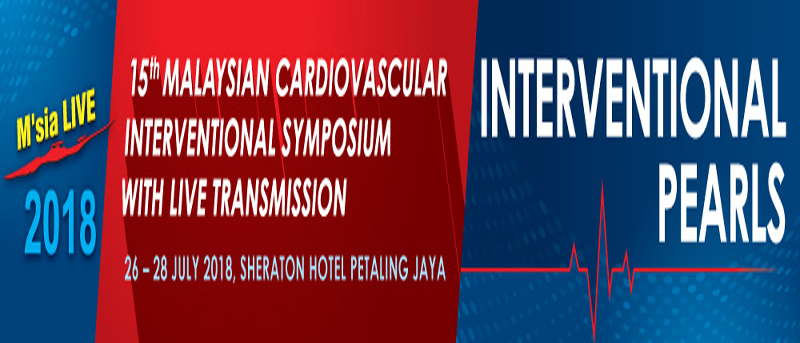 M'sia LIVE
2018
15th MALAYSIAN CARDIOVASCULAR
INTERVENTIONAL SYMPOSIUM
WITH LIVE TRANSMISSION
26 – 28 JULY 2018, SHERATON HOTEL PETALING JAYA
INTERVENTIONAL
PEARLS